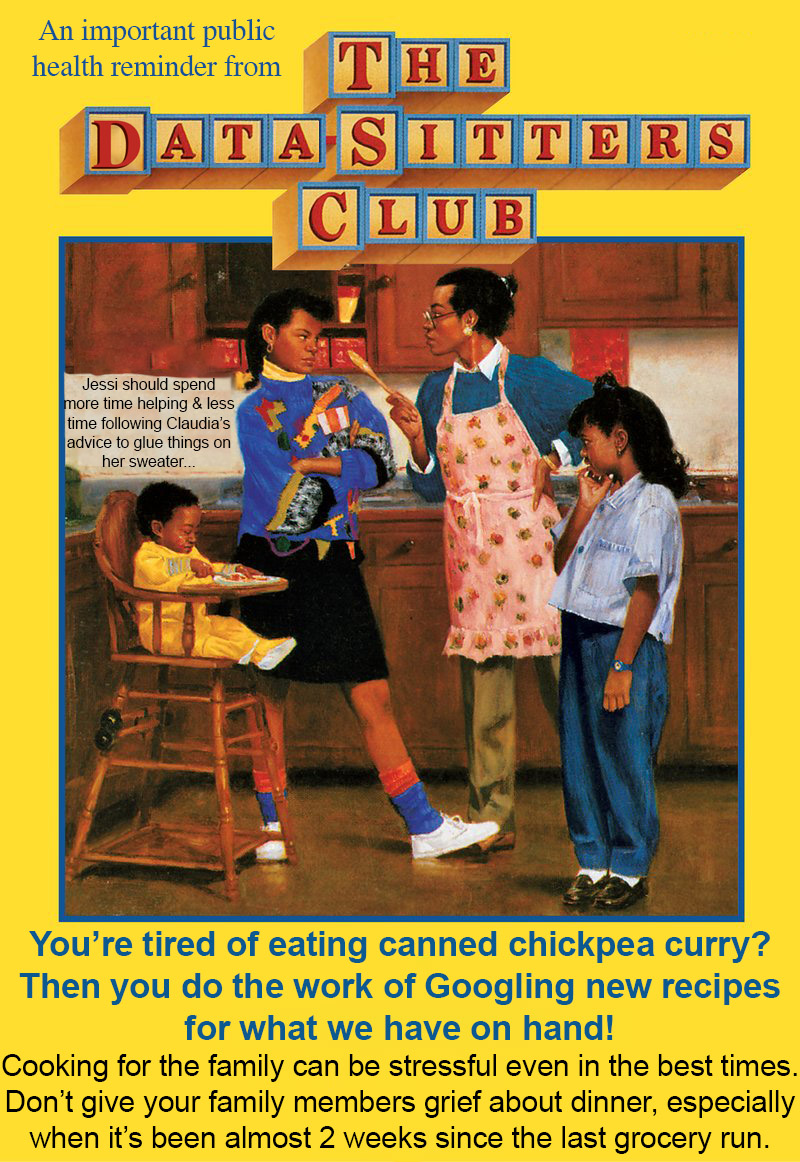 An important public
health reminder from
THE
DATA SITTERS
CLUB
Jessi should spend
more time helping & less
time following Claudia's
advice to glue things on
her sweater...
You're tired of eating canned chickpea curry?
Then you do the work of Googling new recipes
for what we have on hand!
Cooking for the family can be stressful even in the best times.
Don't give your family members grief about dinner, especially
when it's been almost 2 weeks since the last grocery run.